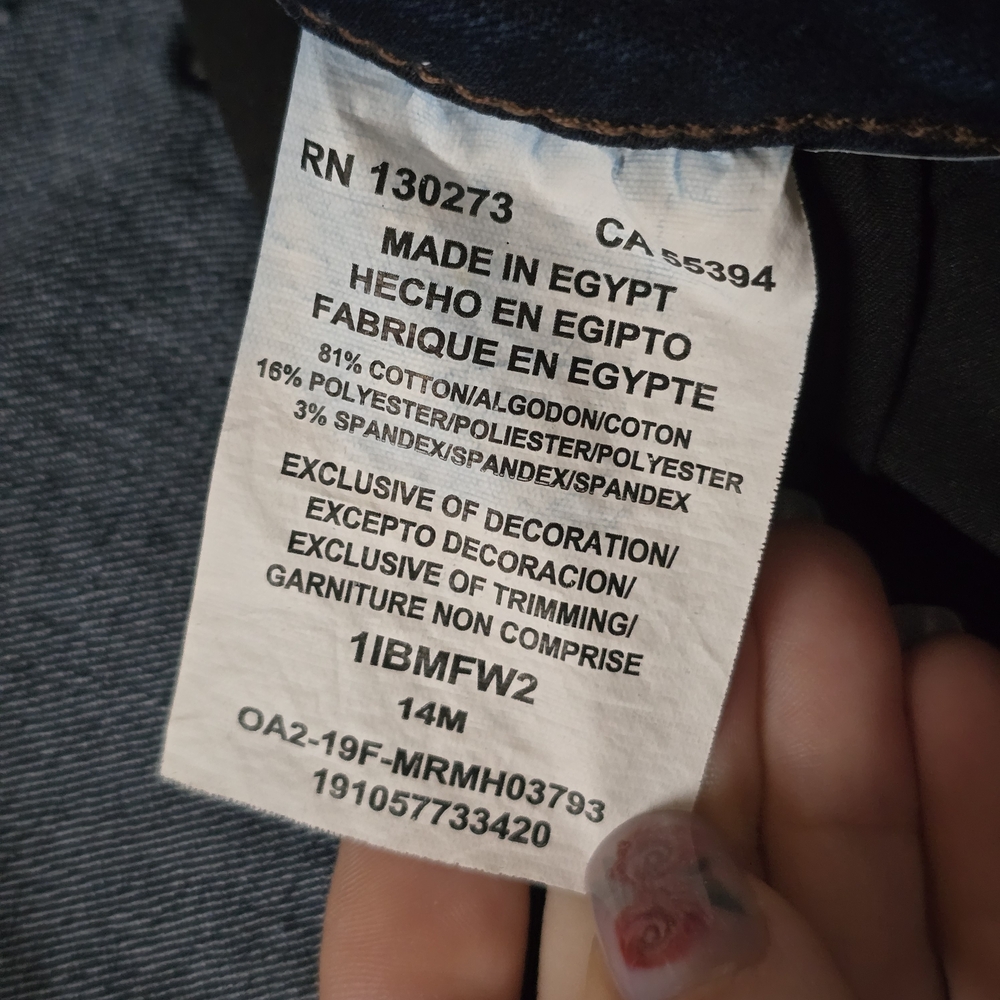 RN 130273 CA 55394
MADE IN EGYPT
HECHO EN EGIPTO
FABRIQUE EN EGYPTE
81% COTTON/ALGODON/COTON
16% POLYESTER/POLIESTER/POLYESTER
3% SPANDEX/SPANDEX/SPANDEX
EXCLUSIVE OF DECORATION/
EXCEPTO DECORACION/
EXCLUSIVE OF TRIMMING/
GARNITURE NON COMPRISE
1IBMFW2
14M
OA2-19F-MRMH03793
191057733420